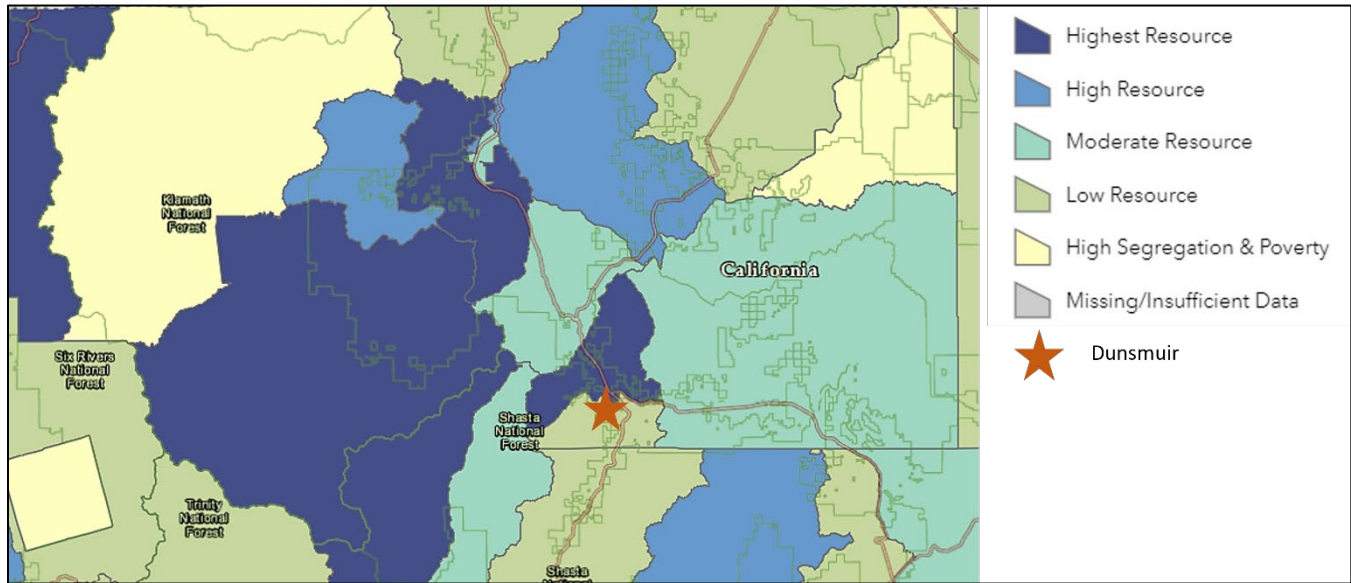 Klamath
National
Forest
Six Rivers
National
Forest
Trinity
National
Forest
Shasta
National
Forest
California
Shasta
National
Highest Resource
High Resource
Moderate Resource
Low Resource
High Segregation & Poverty
Missing/Insufficient Data
Dunsmuir